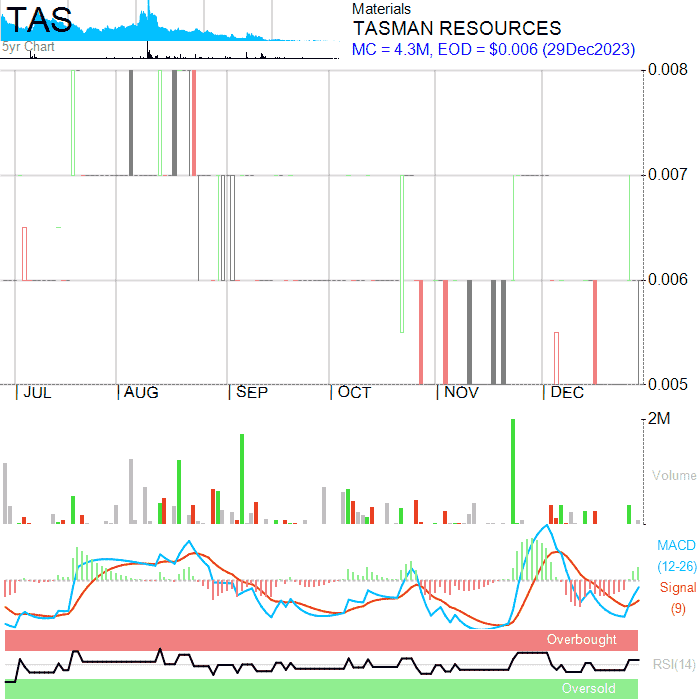 TAS
5yr Chart
Materials
TASMAN RESOURCES
MC = 4.3M, EOD = $0.006 (29Dec2023)
0.008
0.007
0.006
0.005
JUL
AUG
SEP
OCT
NOV
DEC
2M
Volume
MACD
(12-26)
Signal
(9)
Overbought
RSI(14)
Oversold